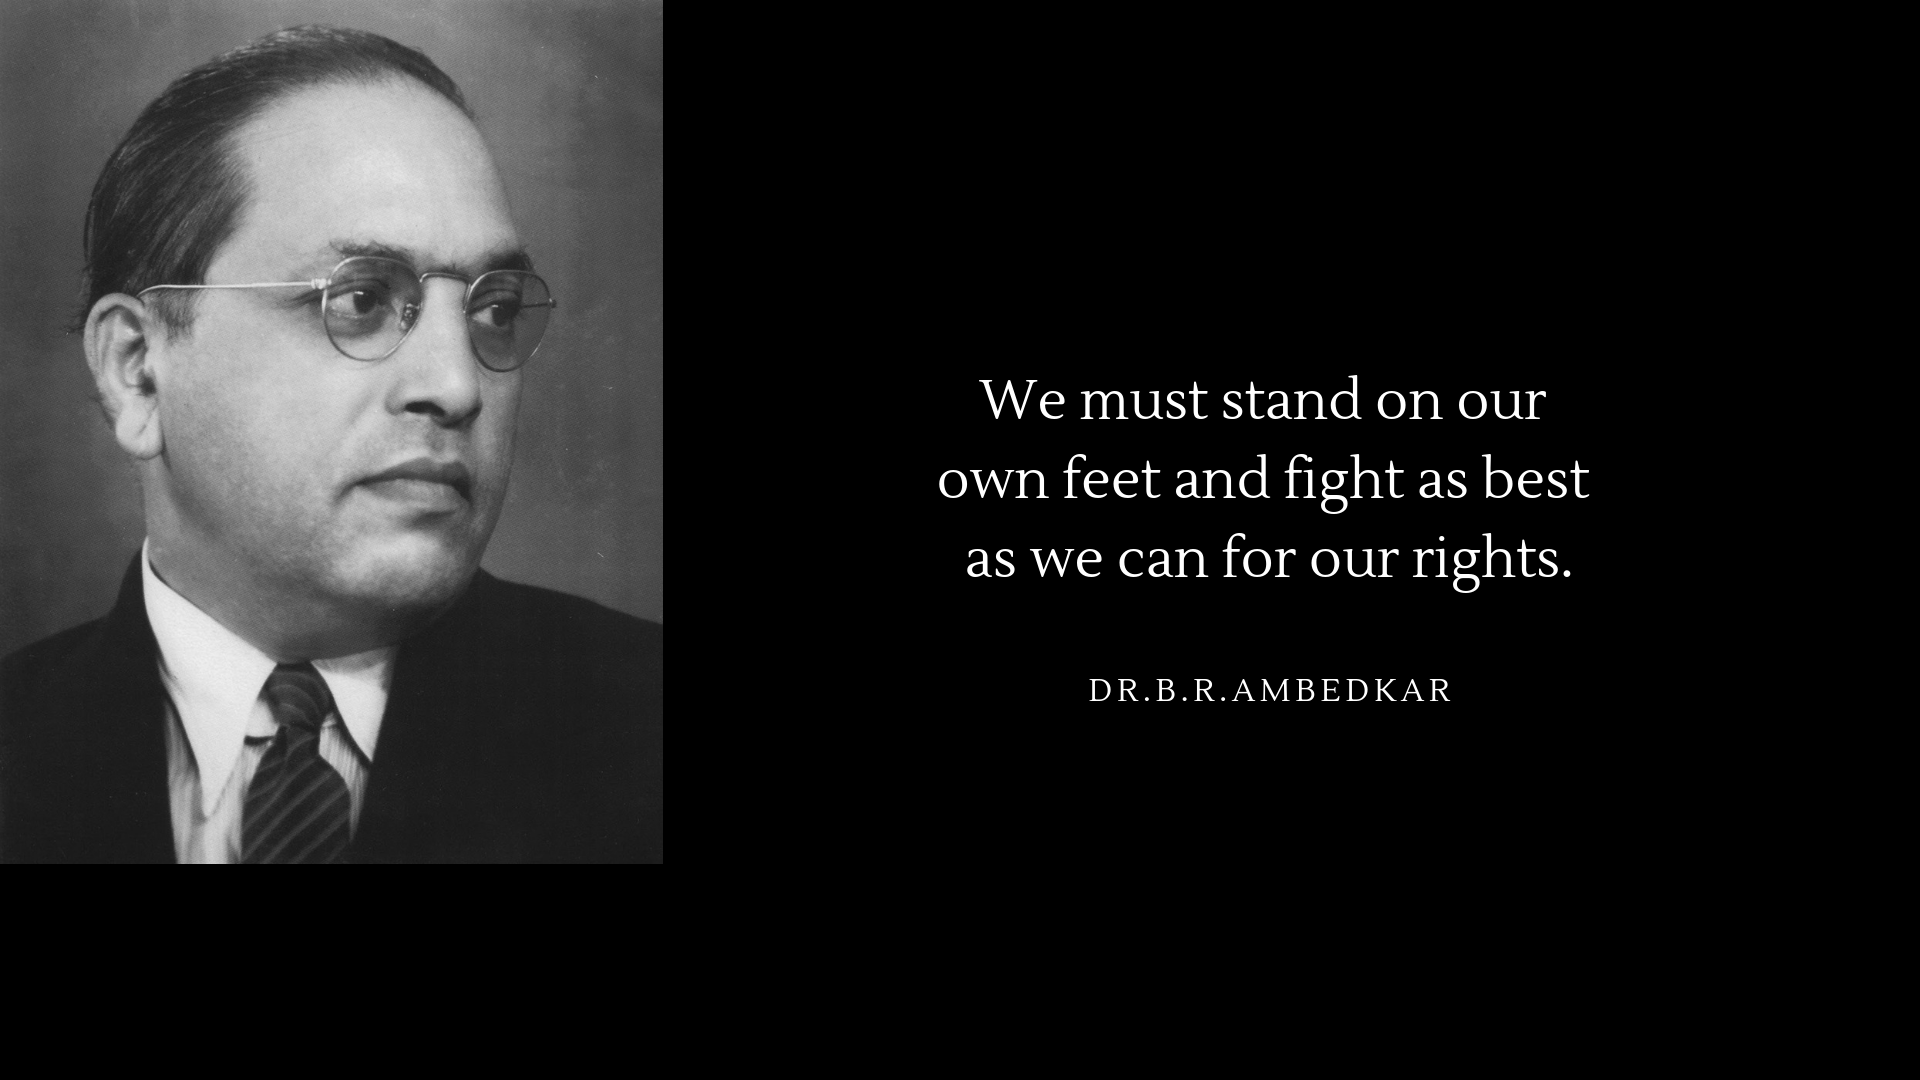 We must stand on our
own feet and fight as best
as we can for our rights.
DR.B.R.AMBEDKAR